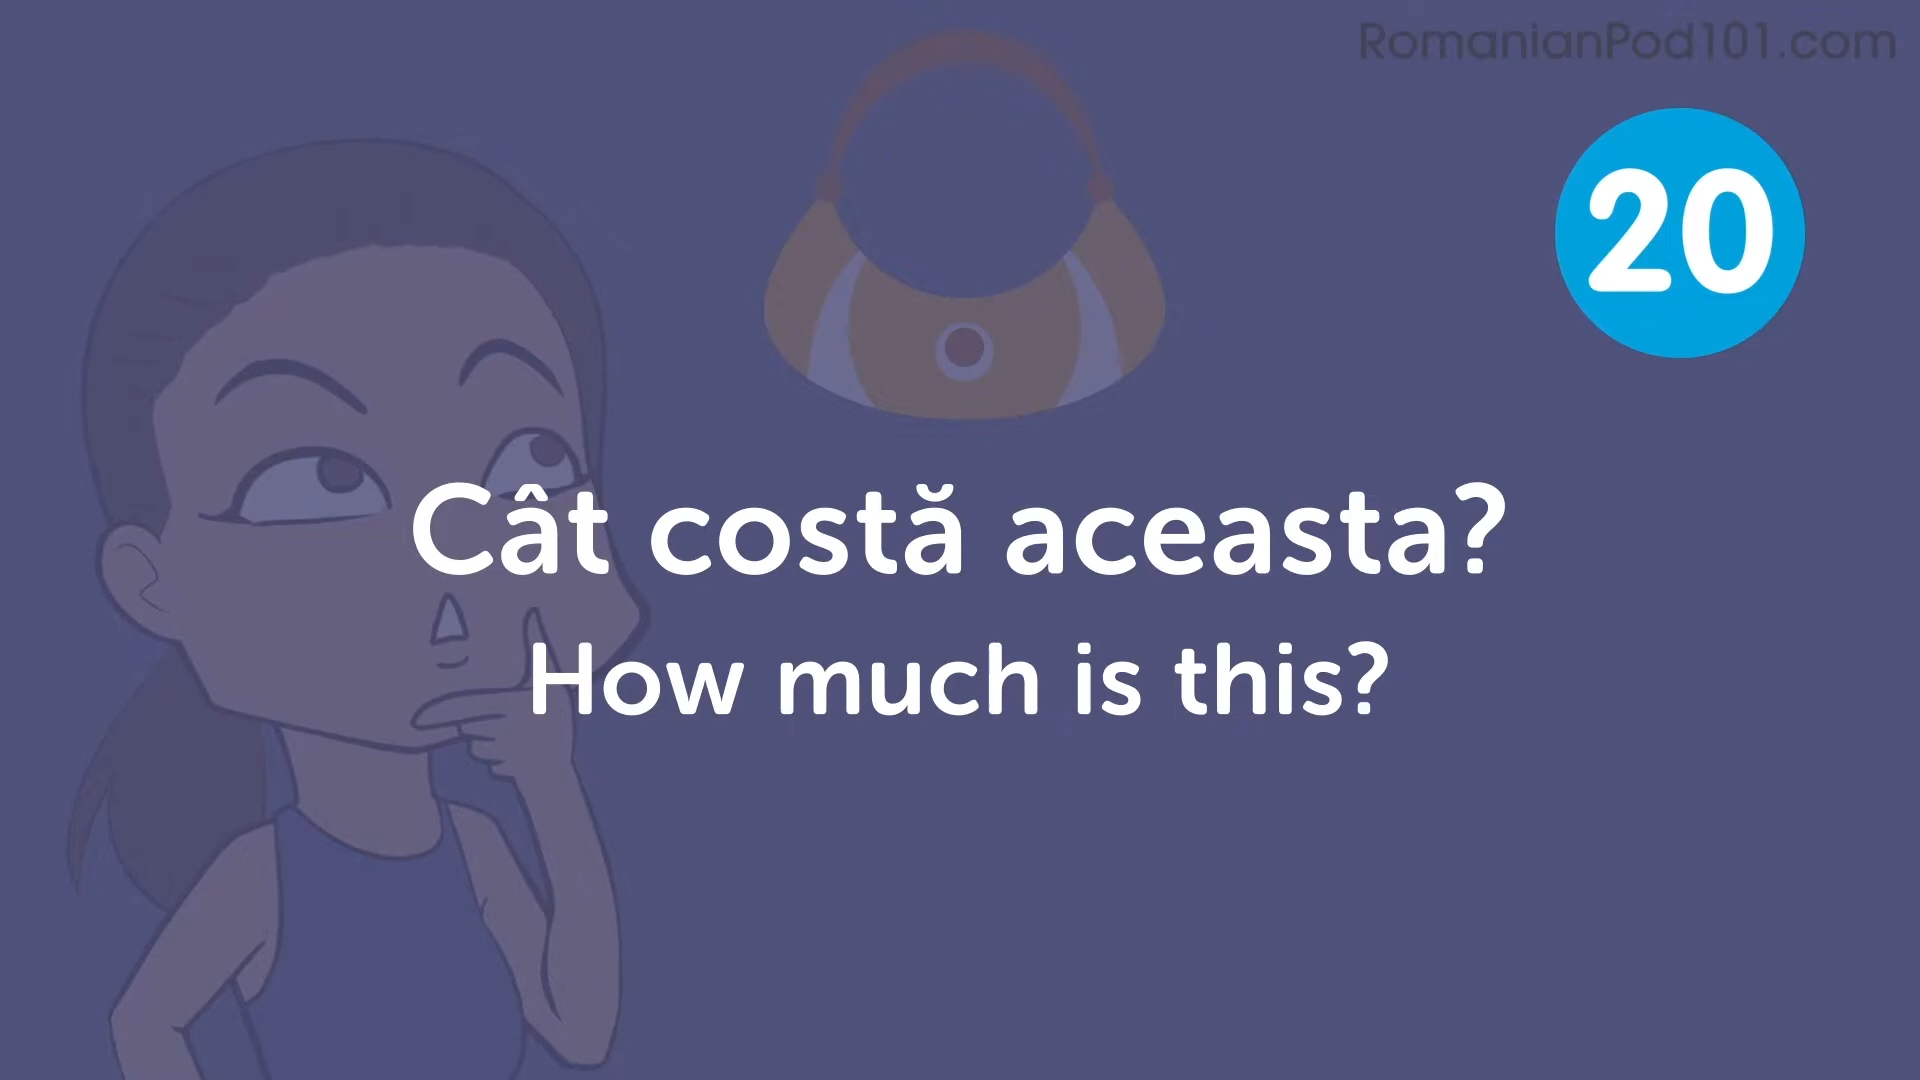 RomanianPod101.com
20
Cât costă aceasta?
How much is this?